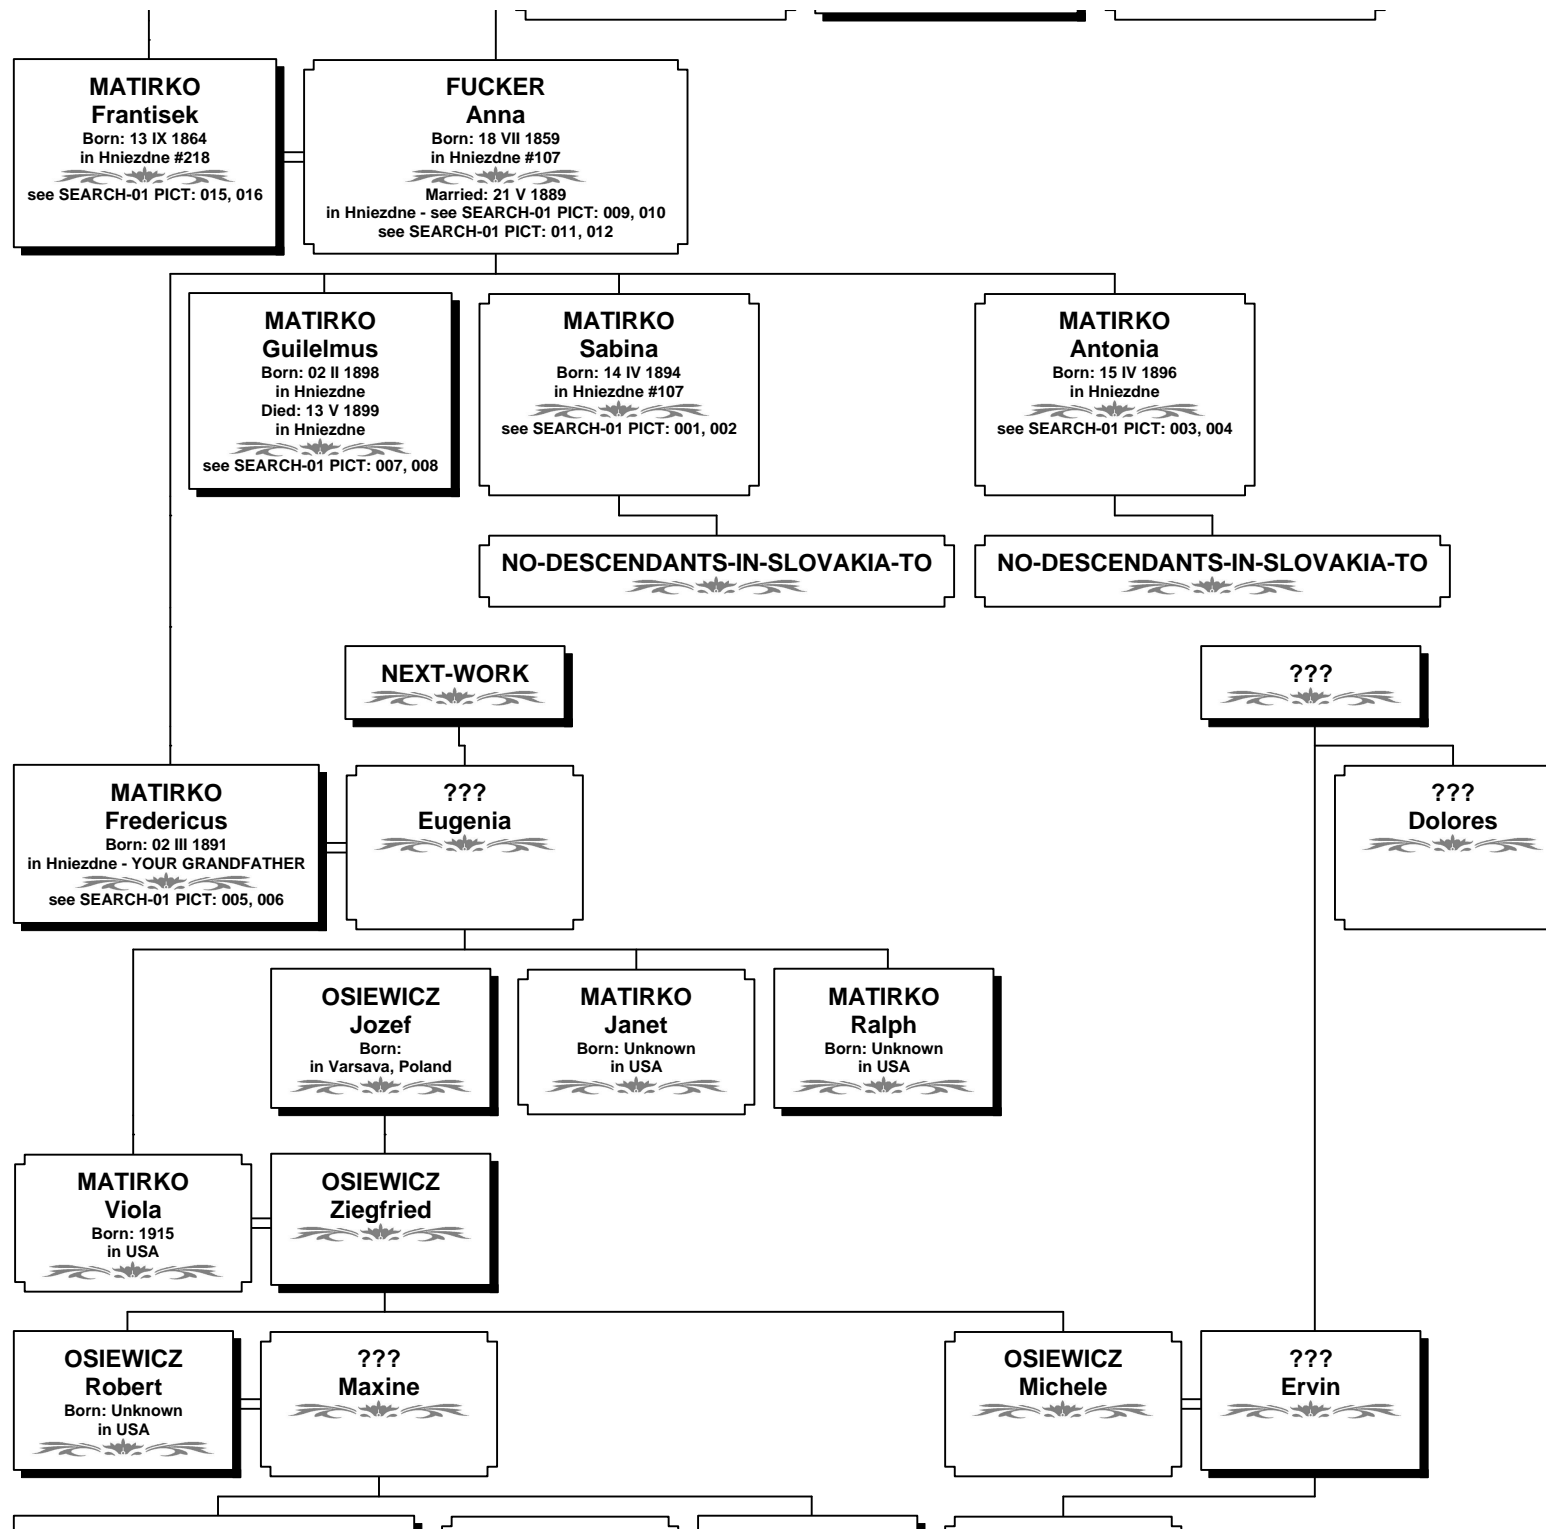 MATIRKO
Frantisek
Born: 13 IX 1864
in Hniezdne #218
see SEARCH-01 PICT: 015, 016
FUCKER
Anna
Born: 18 VII 1859
in Hniezdne #107
Married: 21 V 1889
in Hniezdne - see SEARCH-01 PICT: 009, 010
see SEARCH-01 PICT: 011, 012
MATIRKO
Guilelmus
Born: 02 II 1898
in Hniezdne
Died: 13 V 1899
in Hniezdne
see SEARCH-01 PICT: 007, 008
MATIRKO
Sabina
Born: 14 IV 1894
in Hniezdne #107
see SEARCH-01 PICT: 001, 002
MATIRKO
Antonia
Born: 15 IV 1896
in Hniezdne
see SEARCH-01 PICT: 003, 004
NO-DESCENDANTS-IN-SLOVAKIA-TO
NO-DESCENDANTS-IN-SLOVAKIA-TO
NEXT-WORK
???
MATIRKO
Fredericus
Born: 02 III 1891
in Hniezdne - YOUR GRANDFATHER
see SEARCH-01 PICT: 005, 006
???
Eugenia
???
Dolores
OSIEWICZ
Jozef
Born:
in Varsava, Poland
MATIRKO
Janet
Born: Unknown
in USA
MATIRKO
Ralph
Born: Unknown
in USA
MATIRKO
Viola
Born: 1915
in USA
OSIEWICZ
Ziegfried
OSIEWICZ
Robert
Born: Unknown
in USA
???
Maxine
OSIEWICZ
Michele
???
Ervin